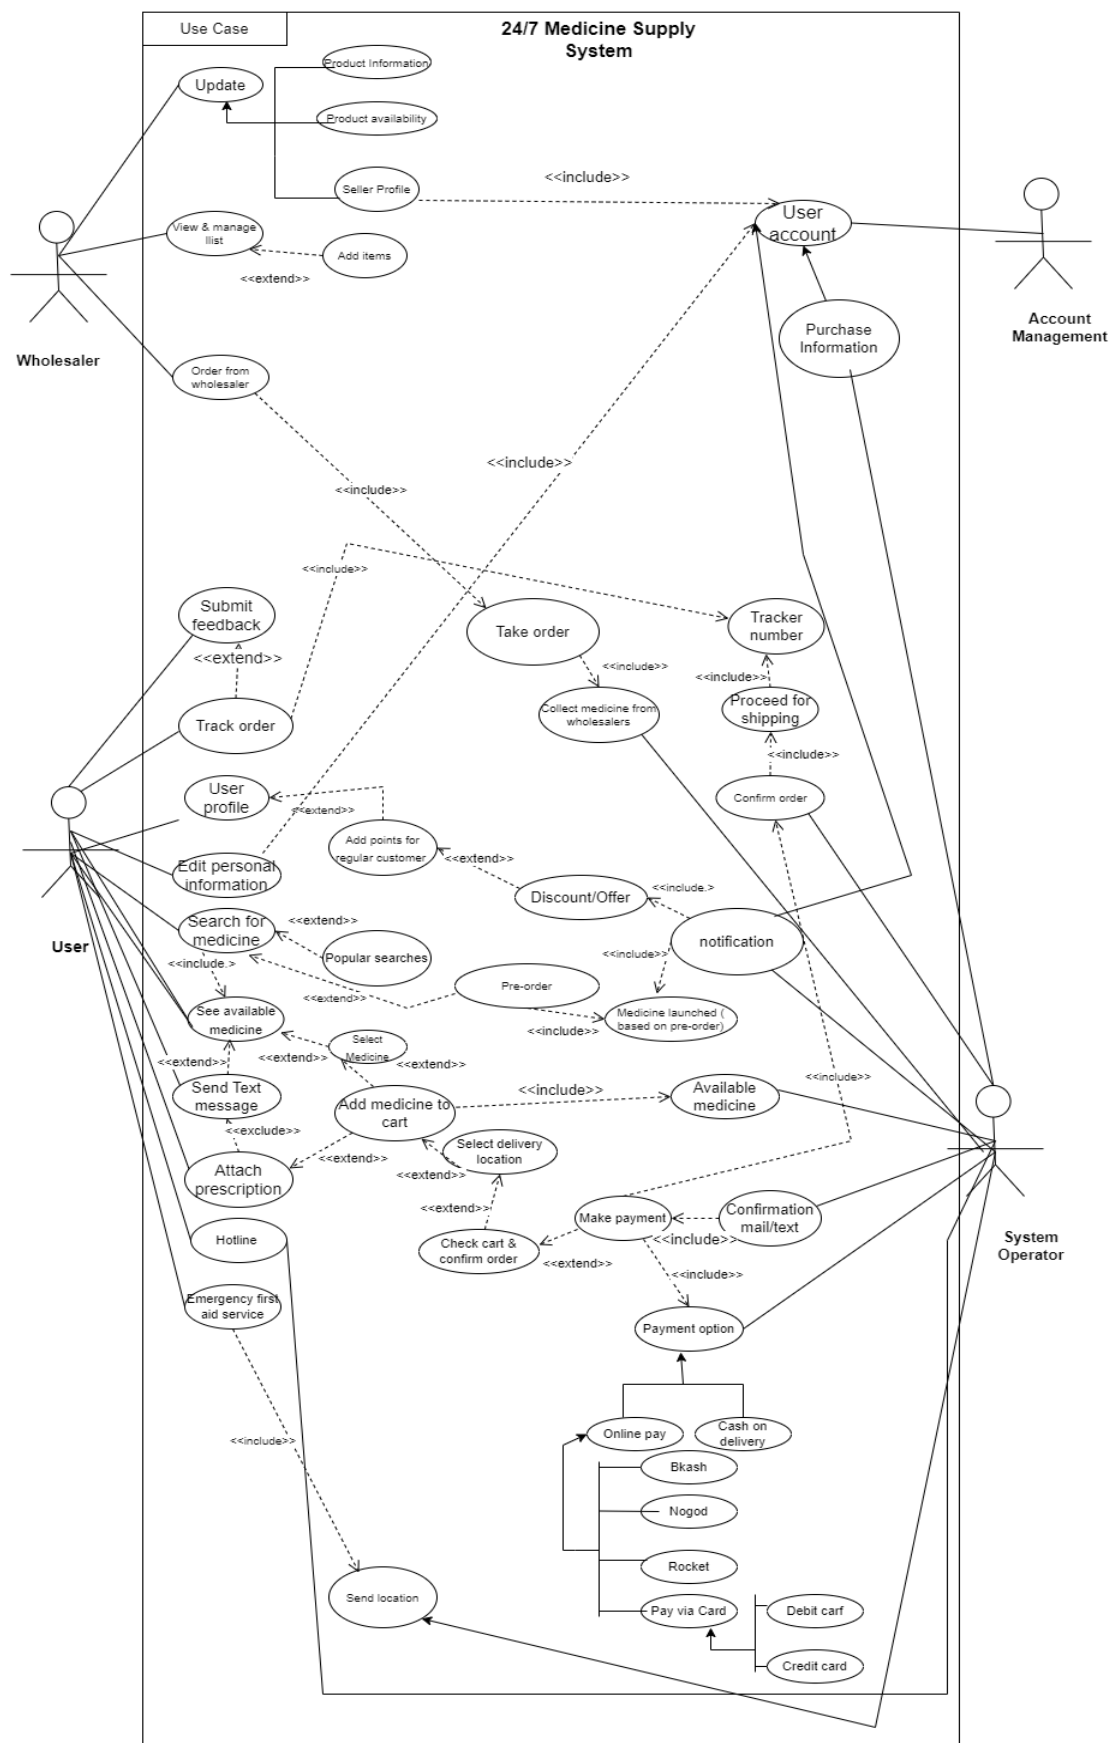 Use Case
24/7 Medicine Supply
System
Product Information
Update
Product availability
<<include>>
Seller Profile
User
account
View & manage
llist
Add items
<<extend>>
Wholesaler
Account
Management
Purchase
Information
Order from
wholesaler
<<include>>
<<include>>
<<include>>
Submit
feedback
<<extend>>
Take order
Tracker
number
<<include>>
<<include>>
Track order
Collect medicine from
wholesalers
Proceed for
shipping
<<include>>
User
profile
<<extend>>
Confirm order
Add points for
regular customer
<<extend>>
Edit personal
information
Discount/Offer
<<include.>
User
Search for
medicine
<<extend>>
notification
<<include.>
Popular searches
<<include>>
Pre-order
<<extend>>
See available
medicine
Medicine launched (
based on pre-order)
<<include>>
Select
Medicine
<<extend>>
<<extend>>
<<extend>>
<<include>>
Send Text
message
Add medicine to
cart
<<include>>
Available
medicine
<<exclude>>
Select delivery
location
<<extend>>
<<extend>>
Attach
prescription
<<extend>>
Make payment
Confirmation
mail/text
Hotline
Check cart &
confirm order
<<include>>
<<extend>>
System
Operator
<<include>>
Emergency first
aid service
Payment option
Online pay
Cash on
delivery
<<include>>
Bkash
Nogod
Rocket
Send location
Pay via Card
Debit carf
Credit card